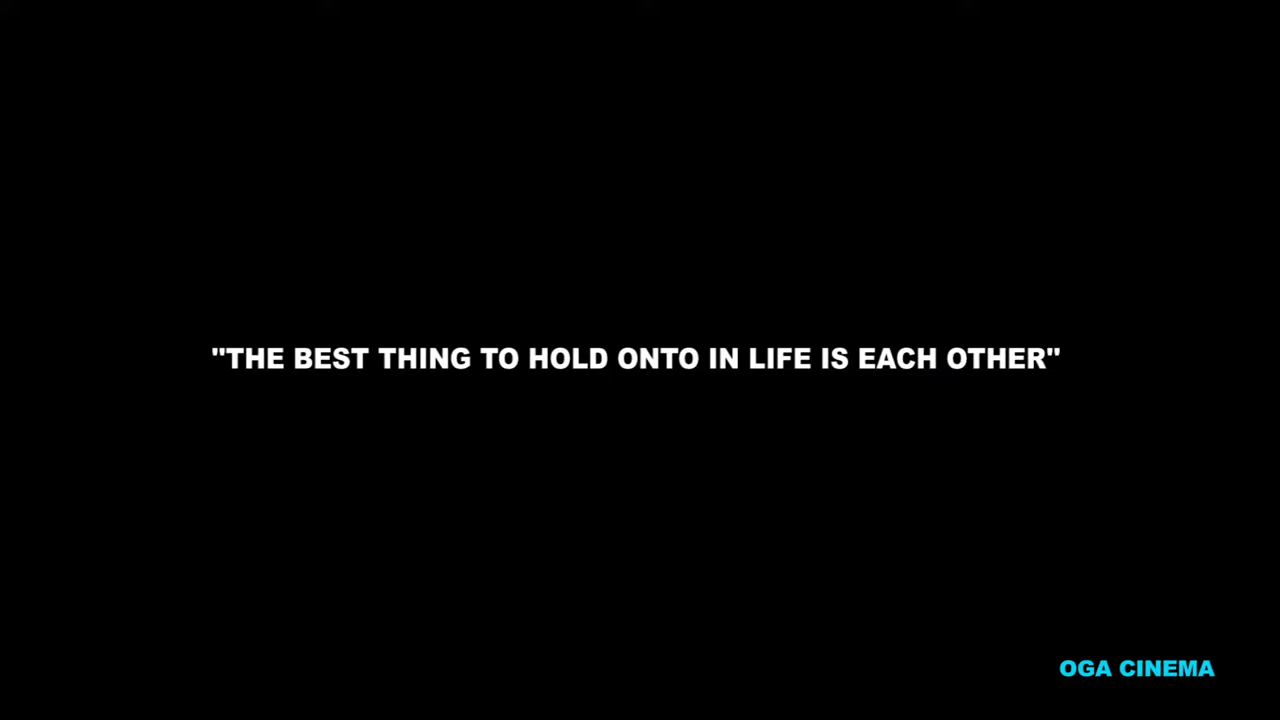 "THE BEST THING TO HOLD ONTO IN LIFE IS EACH OTHER"
OGA CINEMA